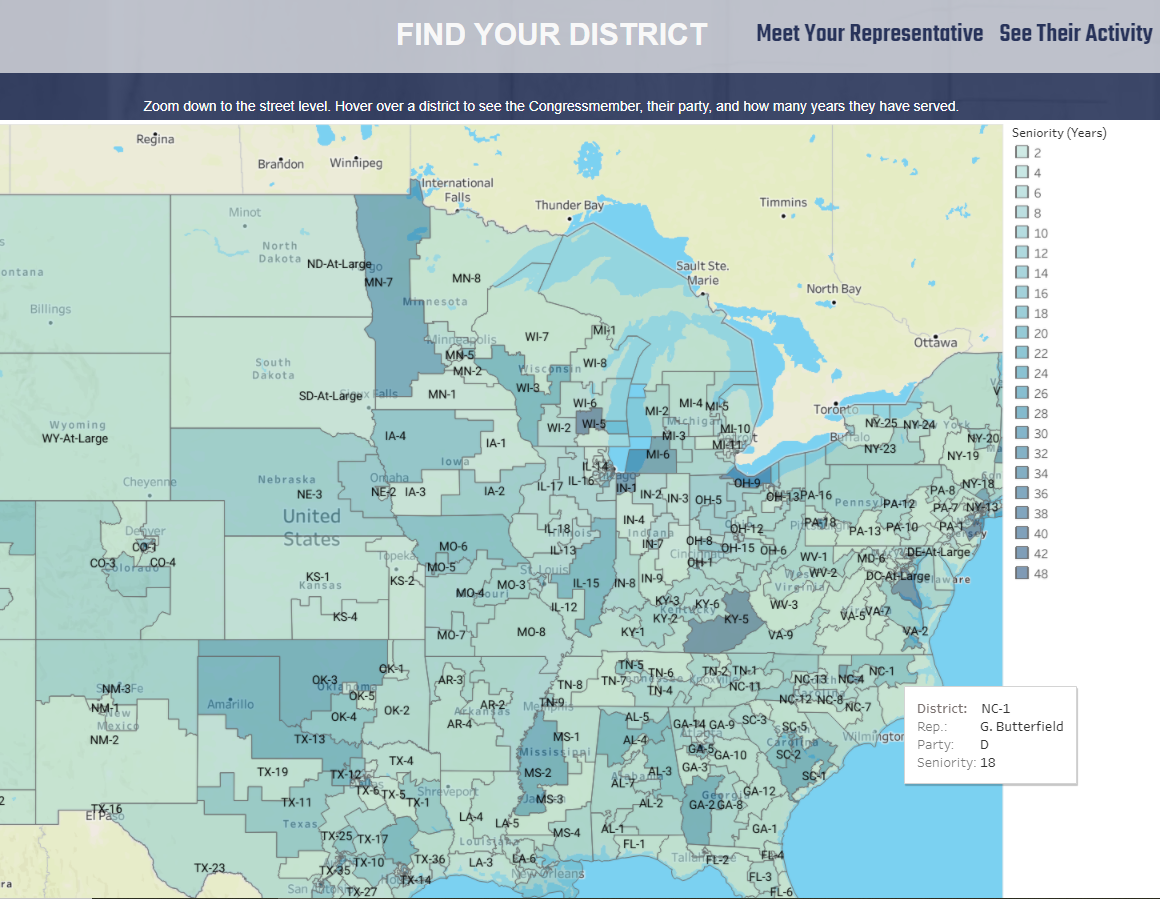 FIND YOUR DISTRICT
Meet Your Representative
See Their Activity
Zoom down to the street level. Hover over a district to see the Congressmember, their party, and how many years they have served.
Seniority (Years)
2
4
6
8
10
12
14
16
18
20
22
24
26
28
30
32
34
36
38
40
42
48
Regina
Brandon
Winnipeg
International
Falls
Thunder Bay
Timmins
Sault Ste.
Marie
North Bay
Ottawa
Toronto
Minot
North
Dakota
ND-At-Large
MN-7
MN-8
Minnesota
Billings
Minneapolis
MN-5
MN-2
MN-1
South
Dakota
SD-At-Large
WI-7
MI-1
WI-8
Wisconsin
WI-3
WI-6
WI-2
WI-5
MI-2
MI-4
MI-5
Michigan
MI-3
MI-10
MI-11
MI-6
Buffalo
NY-25
NY-24
NY-23
NY-20
NY-19
NY-18
NY-13
Wyoming
WY-At-Large
Cheyenne
Nebraska
NE-3
Omaha
NE-2
IA-4
IA-1
Iowa
IA-3
IA-2
IL-14
IL-16
IL-17
IN-1
IN-2
IN-3
OH-5
OH-9
OH-13
PA-16
PA-12
PA-8
PA-7
PA-18
PA-13
PA-10
PA-1
United
States
Denver
CO-1
CO-3
CO-4
Colorado
Topeka
KS-1
Kansas
KS-2
KS-4
MO-6
MO-5
MO-3
MO-4
MO-7
MO-8
St. Louis
IL-18
IL-13
IL-15
IL-12
IN-4
Indiana
IN-7
IN-8
IN-9
OH-12
OH-8
OH-15
OH-6
OH-1
WV-1
WV-2
WV-3
MD-6
DE-At-Large
DC-At-Large
KY-3
KY-6
KY-2
KY-5
KY-1
VA-5
VA-7
VA-9
VA-2
OK-1
OK-3
OK-5
OK-4
OK-2
AR-3
AR-2
AR-4
Arkansas
TN-5
TN-6
TN-7
TN-4
TN-2
TN-1
TN-8
TN-9
NC-11
NC-13
NC-4
NC-1
NC-12
NC-8
NC-7
NM-3
NM-1
New
Mexico
NM-2
Amarillo
TX-13
TX-19
TX-12
TX-4
TX-6
TX-5
TX-1
TX-11
Texas
TX-16
El Paso
TX-25
TX-17
TX-10
TX-35
TX-36
TX-14
TX-27
TX-23
Shreveport
LA-4
LA-5
LA-3
LA-6
New Orleans
MS-1
Mississippi
MS-2
MS-3
MS-4
AL-5
AL-4
AL-3
AL-7
AL-2
AL-1
GA-14
GA-9
GA-5
GA-10
GA-3
GA-12
GA-2
GA-8
GA-1
Georgia
SC-3
SC-5
SC-2
SC-1
Wilmington
FL-1
FL-2
FL-4
FL-3
FL-6
District: NC-1
Rep.: G. Butterfield
Party: D
Seniority: 18